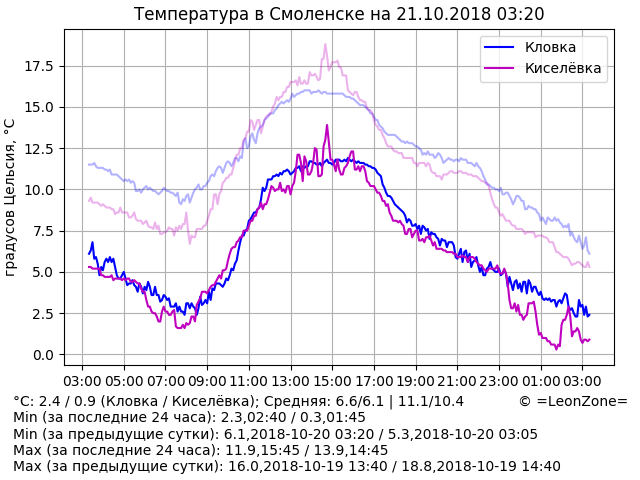 Температура в Смоленске на 21.10.2018 03:20
Кловка
Киселёвка
градусов Цельсия, °C
17.5
15.0
12.5
10.0
7.5
5.0
2.5
0.0
03:00 05:00 07:00 09:00 11:00 13:00 15:00 17:00 19:00 21:00 23:00 01:00 03:00
°C: 2.4 / 0.9 (Кловка / Киселёвка); Средняя: 6.6/6.1 | 11.1/10.4 © =LeonZone=
Min (за последние 24 часа): 2.3,02:40 / 0.3,01:45
Min (за предыдущие сутки): 6.1,2018-10-20 03:20 / 5.3,2018-10-20 03:05
Max (за последние 24 часа): 11.9,15:45 / 13.9,14:45
Max (за предыдущие сутки): 16.0,2018-10-19 13:40 / 18.8,2018-10-19 14:40